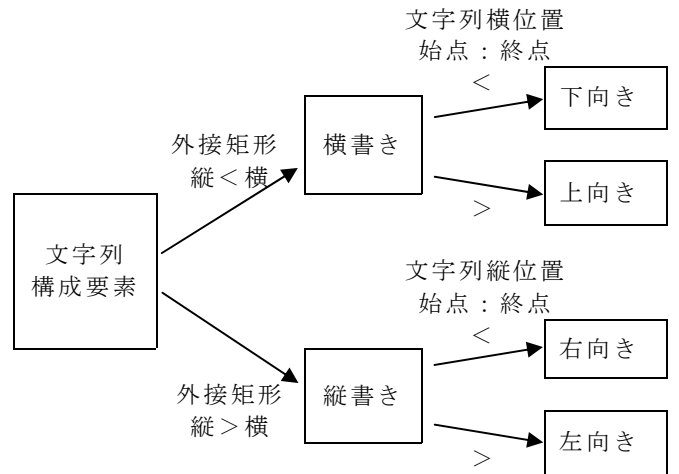 文字列横位置
始点：終点
＜
下向き
外接矩形
縦＜横
横書き
＞
上向き
文字列
構成要素
文字列縦位置
始点：終点
＜
右向き
外接矩形
縦＞横
縦書き
＞
左向き